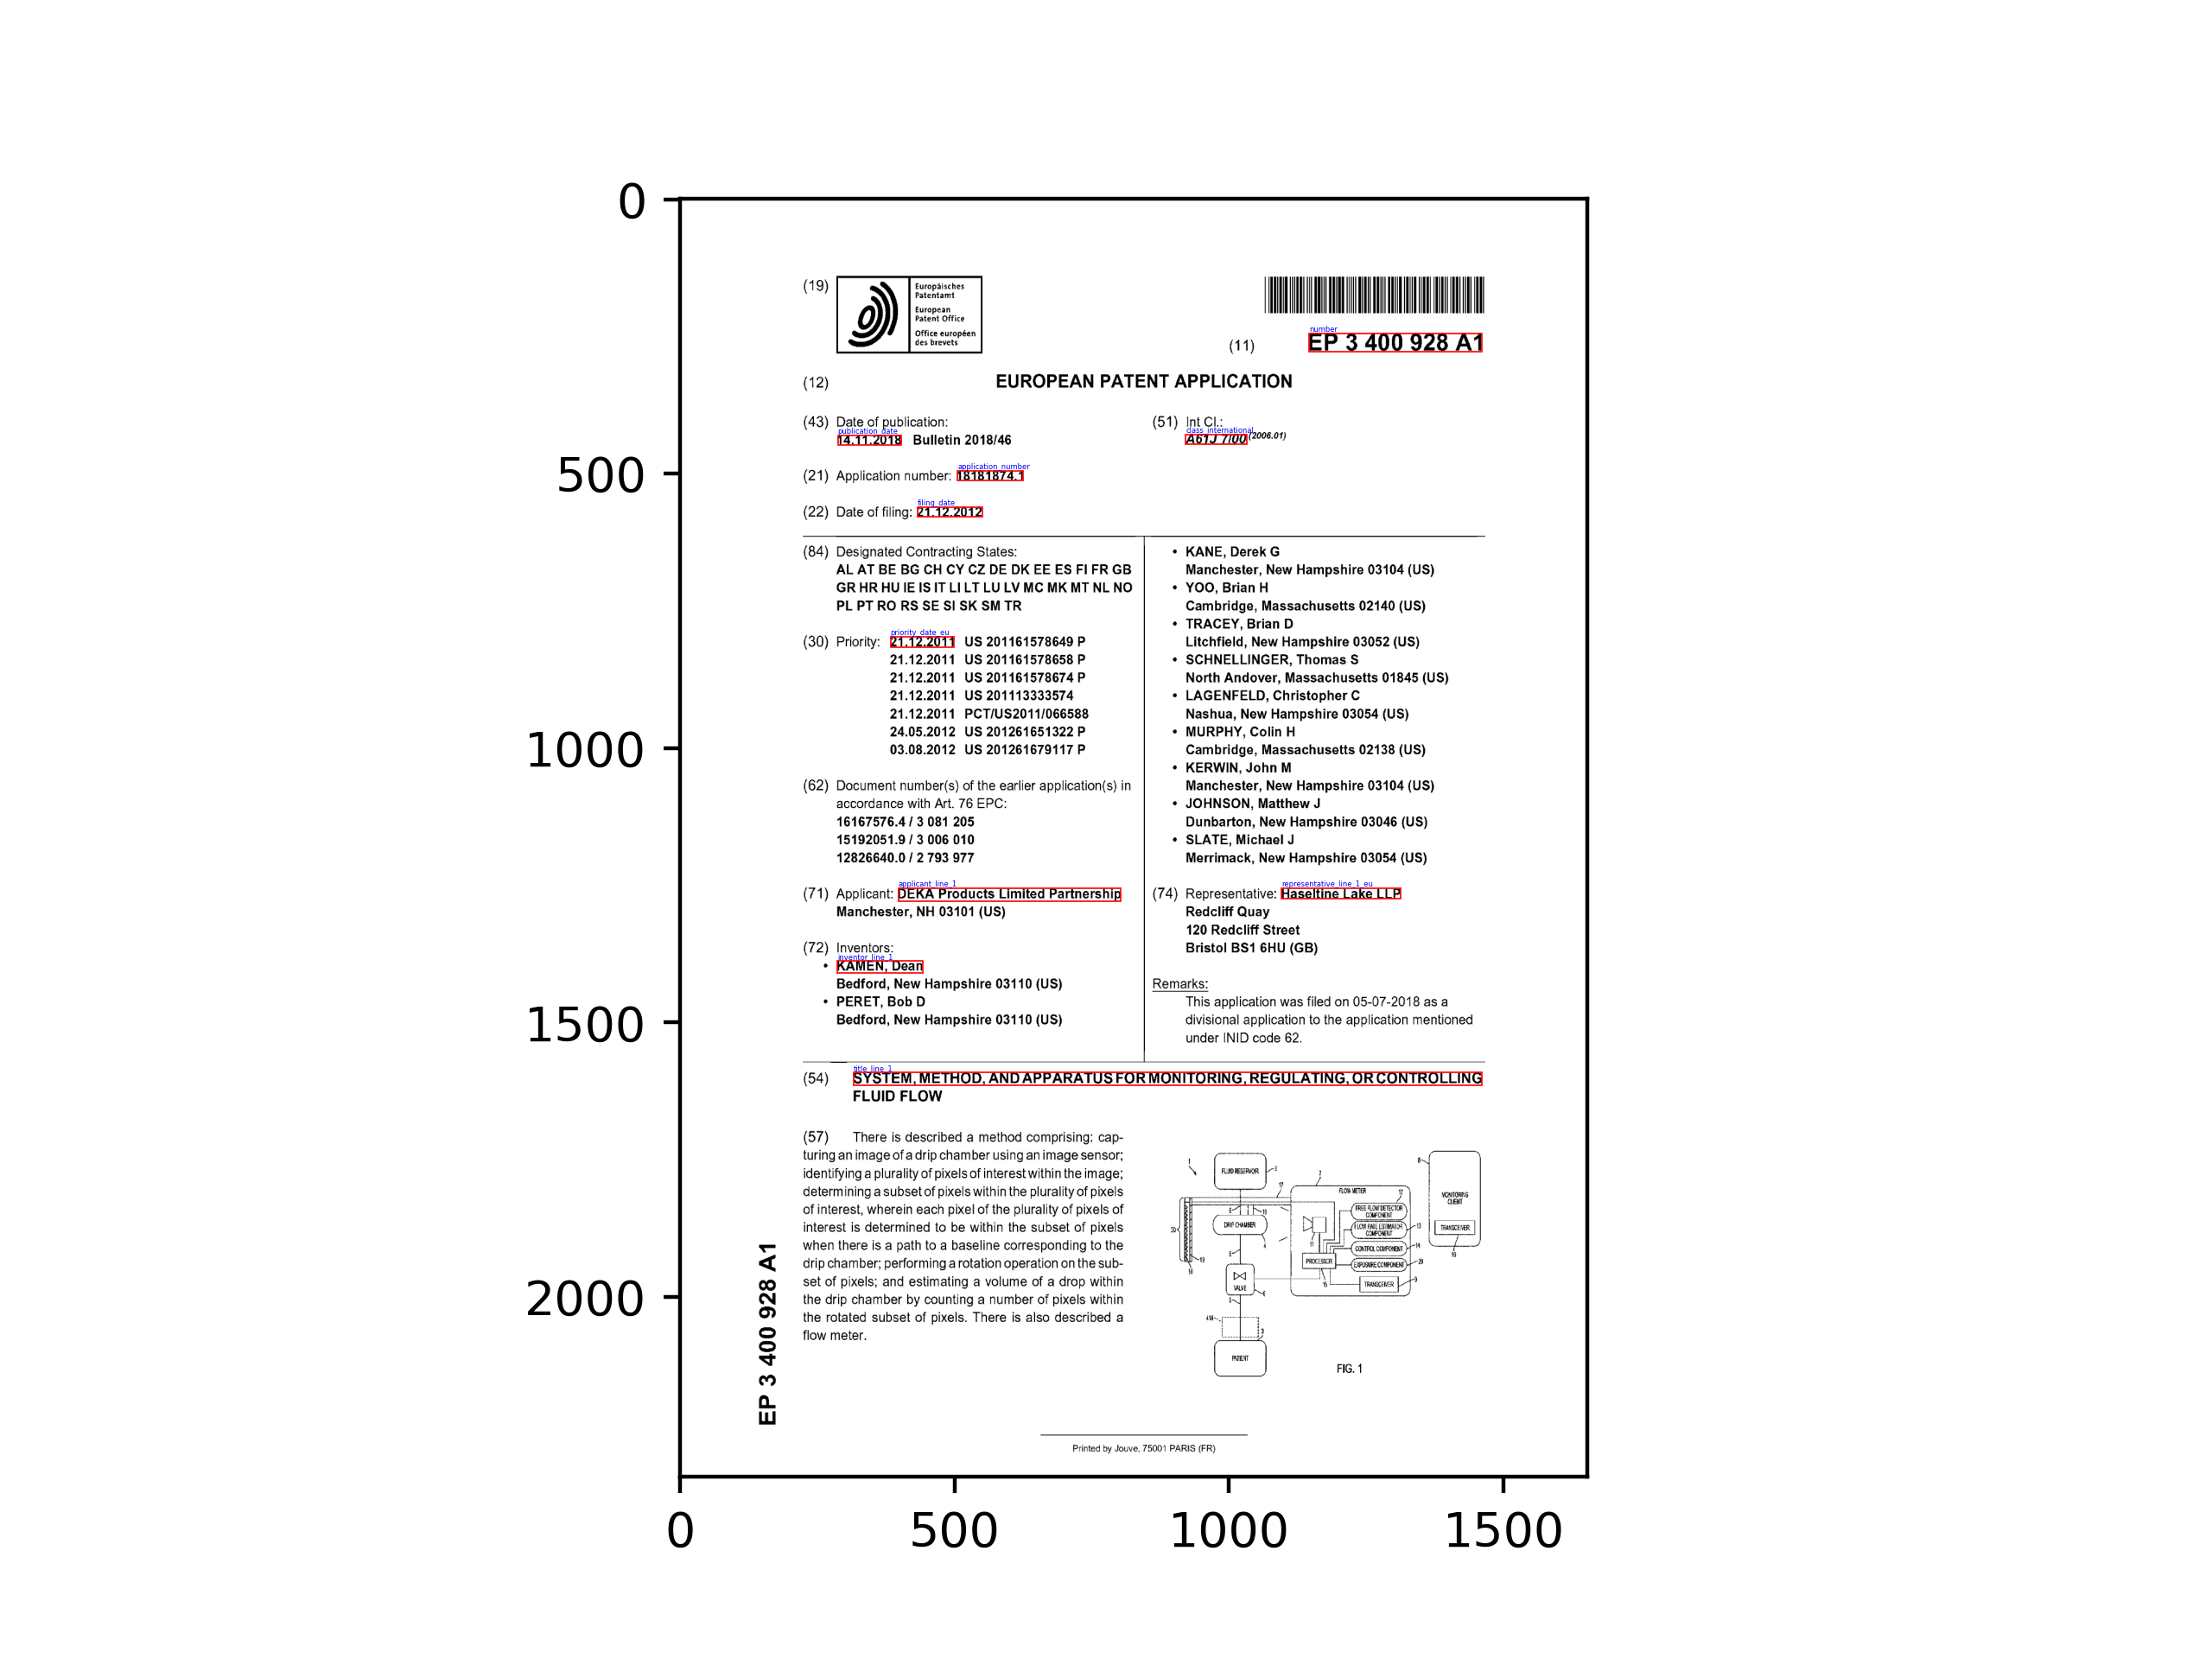 0
500
1000
1500
2000
0
500
1000
1500
(19)
Europäisches
Patentamt
European
Patent Office
Office européen
des brevets
number
(11) EP 3 400 928 A1
(12) EUROPEAN PATENT APPLICATION
(43) Date of publication:
publication_date
14.11.2018 Bulletin 2018/46
(51) Int Cl.:
class_international
A61J 7/00 (2006.01)
application_number
(21) Application number: 18181874.1
filing_date
(22) Date of filing: 21.12.2012
(84) Designated Contracting States:
AL AT BE BG CH CY CZ DE DK EE ES FI FR GB
GR HR HU IE IS IT LI LT LU LV MC MK MT NL NO
PL PT RO RS SE SI SK SM TR
priority_date_eu
(30) Priority: 21.12.2011 US 201161578649 P
21.12.2011 US 201161578658 P
21.12.2011 US 201161578674 P
21.12.2011 US 201113333574
21.12.2011 PCT/US2011/066588
24.05.2012 US 201261651322 P
03.08.2012 US 201261679117 P
(62) Document number(s) of the earlier application(s) in
accordance with Art. 76 EPC:
16167576.4 / 3 081 205
15192051.9 / 3 006 010
12826640.0 / 2 793 977
applicant_line_1
(71) Applicant: DEKA Products Limited Partnership
Manchester, NH 03101 (US)
(72) Inventors:
inventor_line_1
• KAMEN, Dean
Bedford, New Hampshire 03110 (US)
• PERET, Bob D
Bedford, New Hampshire 03110 (US)
• KANE, Derek G
Manchester, New Hampshire 03104 (US)
• YOO, Brian H
Cambridge, Massachusetts 02140 (US)
• TRACEY, Brian D
Litchfield, New Hampshire 03052 (US)
• SCHNELLINGER, Thomas S
North Andover, Massachusetts 01845 (US)
• LAGENFELD, Christopher C
Nashua, New Hampshire 03054 (US)
• MURPHY, Colin H
Cambridge, Massachusetts 02138 (US)
• KERWIN, John M
Manchester, New Hampshire 03104 (US)
• JOHNSON, Matthew J
Dunbarton, New Hampshire 03046 (US)
• SLATE, Michael J
Merrimack, New Hampshire 03054 (US)
representative_line_1_eu
(74) Representative: Haseltine Lake LLP
Redcliff Quay
120 Redcliff Street
Bristol BS1 6HU (GB)
Remarks:
This application was filed on 05-07-2018 as a
divisional application to the application mentioned
under INID code 62.
title_line_1
(54) SYSTEM, METHOD, AND APPARATUS FOR MONITORING, REGULATING, OR CONTROLLING
FLUID FLOW
(57) There is described a method comprising: cap-
turing an image of a drip chamber using an image sensor;
identifying a plurality of pixels of interest within the image;
determining a subset of pixels within the plurality of pixels
of interest, wherein each pixel of the plurality of pixels of
interest is determined to be within the subset of pixels
when there is a path to a baseline corresponding to the
drip chamber; performing a rotation operation on the sub-
set of pixels; and estimating a volume of a drop within
the drip chamber by counting a number of pixels within
the rotated subset of pixels. There is also described a
flow meter.
1
FLUID RESERVOIR
2
7
8
17
FLOW METER
12
MONITORING
CLIENT
TRANSCEIVER
18
DRIP CHAMBER
4
FREE FLOW DETECTOR
COMPONENT
FLOW RATE ESTIMATOR
COMPONENT
13
11
CONTROL COMPONENT
14
PROCESSOR
EXPOSURE COMPONENT
15
TRANSCEIVER
9
VALVE
6
3
PATIENT
FIG. 1
EP 3 400 928 A1
Printed by Jouve, 75001 PARIS (FR)